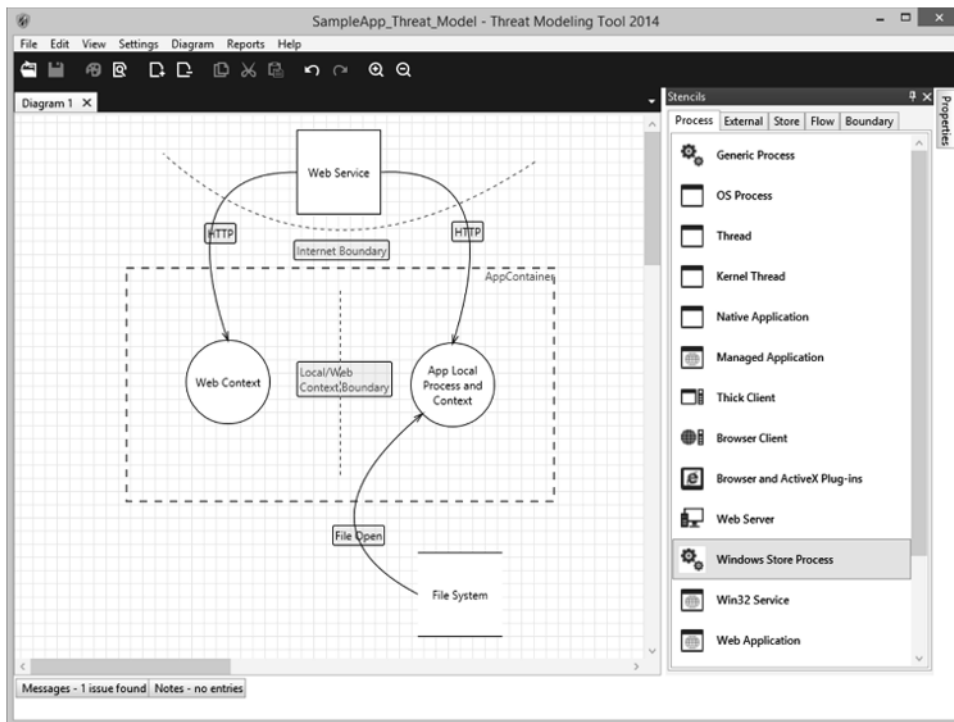 SampleApp_Threat_Model - Threat Modeling Tool 2014
File Edit View Settings Diagram Reports Help
Diagram 1
Web Service
HTTP
HTTP
Internet Boundary
AppContainer
Web Context
Local/Web
Context Boundary
App Local
Process and
Context
File Open
File System
Stencils
Process External Store Flow Boundary
Generic Process
OS Process
Thread
Kernel Thread
Native Application
Managed Application
Thick Client
Browser Client
Browser and ActiveX Plug-ins
Web Server
Windows Store Process
Win32 Service
Web Application
Properties
Messages - 1 issue found Notes - no entries